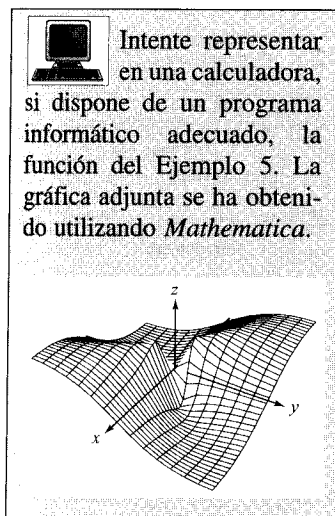 Intente representar
en una calculadora,
si dispone de un programa
informático adecuado, la
función del Ejemplo 5. La
gráfica adjunta se ha obteni-
do utilizando Mathematica.
z
x
y